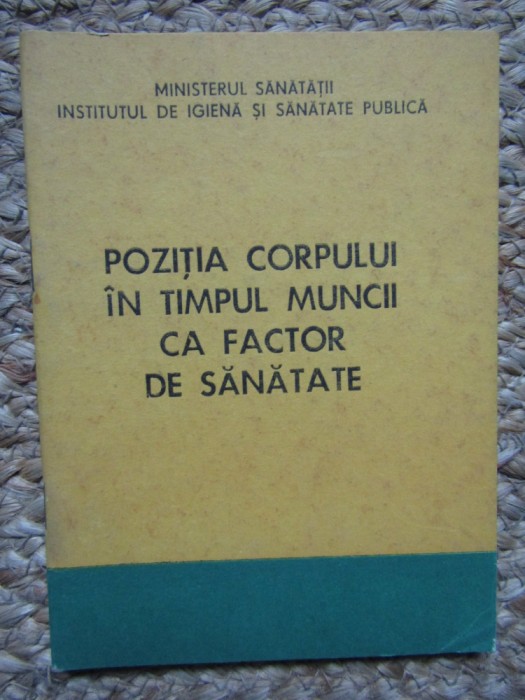 MINISTERUL SĂNĂTĂȚII
INSTITUTUL DE IGIENĂ ȘI SĂNĂTATE PUBLICĂ
POZIȚIA CORPULUI
ÎN TIMPUL MUNCII
CA FACTOR
DE SĂNĂTATE